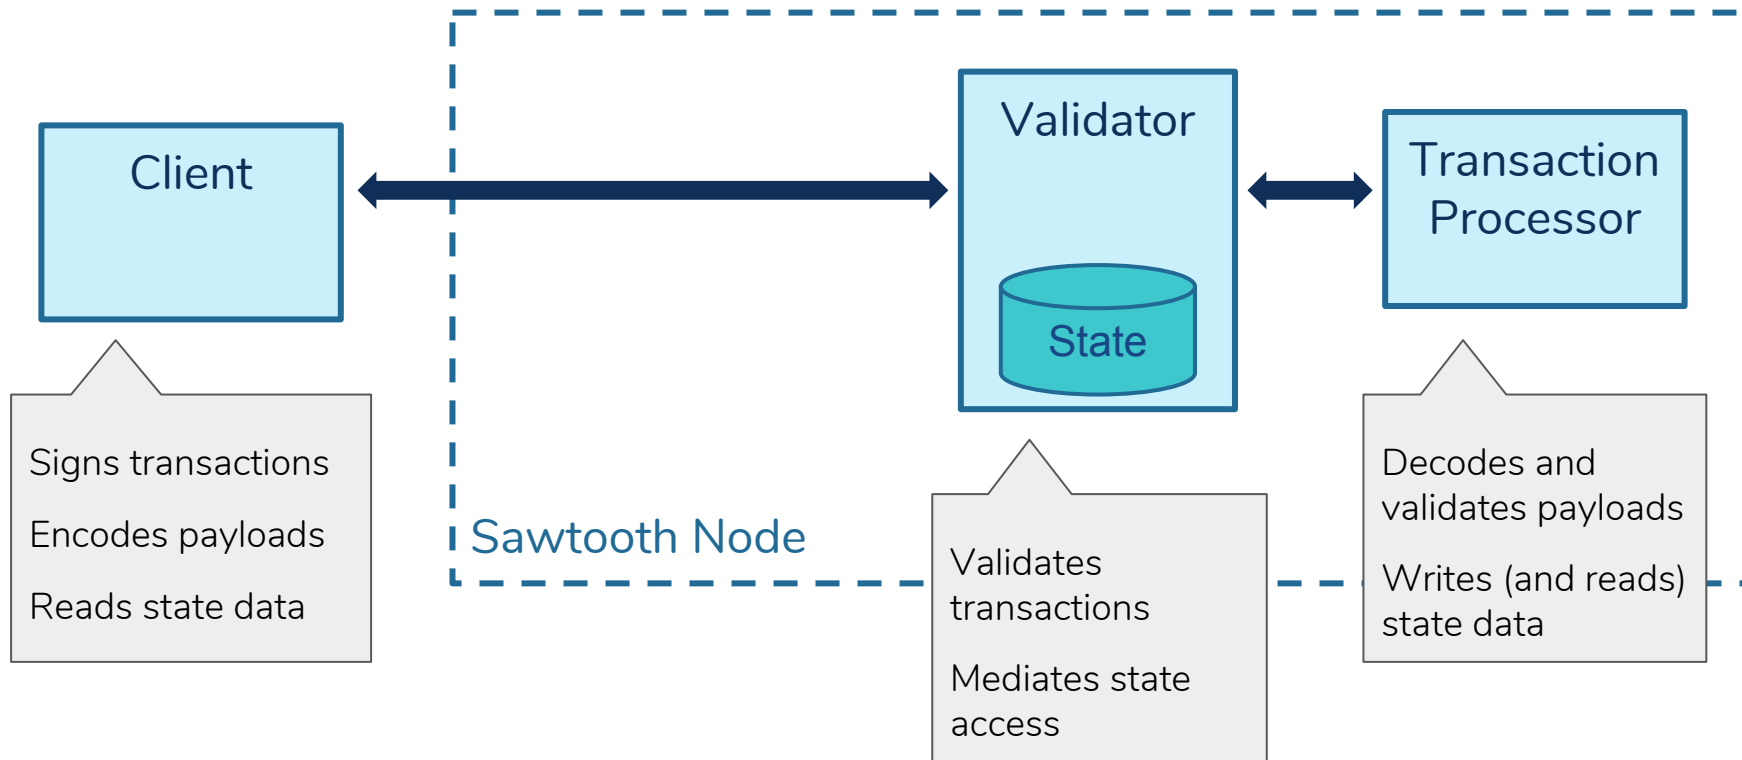 Client
Validator
State
Transaction
Processor
Sawtooth Node
Signs transactions
Encodes payloads
Reads state data
Validates
transactions
Mediates state
access
Decodes and
validates payloads
Writes (and reads)
state data